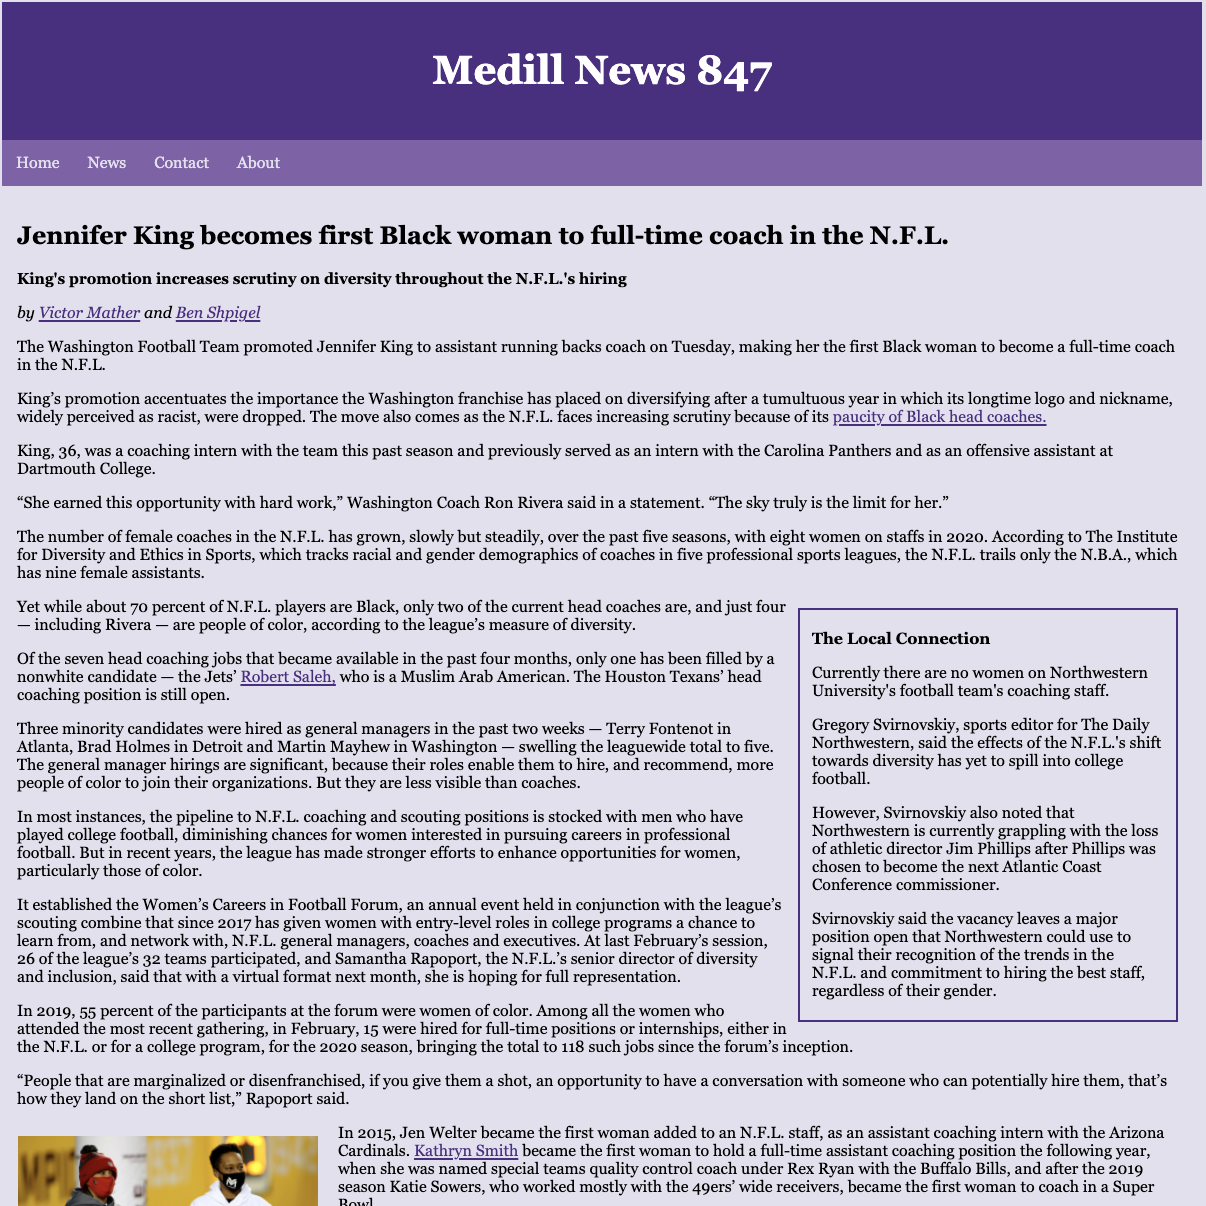 Medill News 847
Home News Contact About
Jennifer King becomes first Black woman to full-time coach in the N.F.L.
King's promotion increases scrutiny on diversity throughout the N.F.L.'s hiring
by Victor Mather and Ben Shpigel
The Washington Football Team promoted Jennifer King to assistant running backs coach on Tuesday, making her the first Black woman to become a full-time coach
in the N.F.L.
King’s promotion accentuates the importance the Washington franchise has placed on diversifying after a tumultuous year in which its longtime logo and nickname,
widely perceived as racist, were dropped. The move also comes as the N.F.L. faces increasing scrutiny because of its paucity of Black head coaches.
King, 36, was a coaching intern with the team this past season and previously served as an intern with the Carolina Panthers and as an offensive assistant at
Dartmouth College.
“She earned this opportunity with hard work,” Washington Coach Ron Rivera said in a statement. “The sky truly is the limit for her.”
The number of female coaches in the N.F.L. has grown, slowly but steadily, over the past five seasons, with eight women on staffs in 2020. According to The Institute
for Diversity and Ethics in Sports, which tracks racial and gender demographics of coaches in five professional sports leagues, the N.F.L. trails only the N.B.A., which
has nine female assistants.
Yet while about 70 percent of N.F.L. players are Black, only two of the current head coaches are, and just four
— including Rivera — are people of color, according to the league’s measure of diversity.
Of the seven head coaching jobs that became available in the past four months, only one has been filled by a
nonwhite candidate — the Jets’ Robert Saleh, who is a Muslim Arab American. The Houston Texans’ head
coaching position is still open.
Three minority candidates were hired as general managers in the past two weeks — Terry Fontenot in
Atlanta, Brad Holmes in Detroit and Martin Mayhew in Washington — swelling the leaguewide total to five.
The general manager hirings are significant, because their roles enable them to hire, and recommend, more
people of color to join their organizations. But they are less visible than coaches.
In most instances, the pipeline to N.F.L. coaching and scouting positions is stocked with men who have
played college football, diminishing chances for women interested in pursuing careers in professional
football. But in recent years, the league has made stronger efforts to enhance opportunities for women,
particularly those of color.
It established the Women’s Careers in Football Forum, an annual event held in conjunction with the league’s
scouting combine that since 2017 has given women with entry-level roles in college programs a chance to
learn from, and network with, N.F.L. general managers, coaches and executives. At last February’s session,
26 of the league’s 32 teams participated, and Samantha Rapoport, the N.F.L.’s senior director of diversity
and inclusion, said that with a virtual format next month, she is hoping for full representation.
In 2019, 55 percent of the participants at the forum were women of color. Among all the women who
attended the most recent gathering, in February, 15 were hired for full-time positions or internships, either in
the N.F.L. or for a college program, for the 2020 season, bringing the total to 118 such jobs since the forum’s inception.
The Local Connection
Currently there are no women on Northwestern
University's football team's coaching staff.
Gregory Svirnovskiy, sports editor for The Daily
Northwestern, said the effects of the N.F.L.'s shift
towards diversity has yet to spill into college
football.
However, Svirnovskiy also noted that
Northwestern is currently grappling with the loss
of athletic director Jim Phillips after Phillips was
chosen to become the next Atlantic Coast
Conference commissioner.
Svirnovskiy said the vacancy leaves a major
position open that Northwestern could use to
signal their recognition of the trends in the
N.F.L. and commitment to hiring the best staff,
regardless of their gender.
“People that are marginalized or disenfranchised, if you give them a shot, an opportunity to have a conversation with someone who can potentially hire them, that’s
how they land on the short list,” Rapoport said.
In 2015, Jen Welter became the first woman added to an N.F.L. staff, as an assistant coaching intern with the Arizona
Cardinals. Kathryn Smith became the first woman to hold a full-time assistant coaching position the following year,
when she was named special teams quality control coach under Rex Ryan with the Buffalo Bills, and after the 2019
season Katie Sowers, who worked mostly with the 49ers’ wide receivers, became the first woman to coach in a Super
Bowl